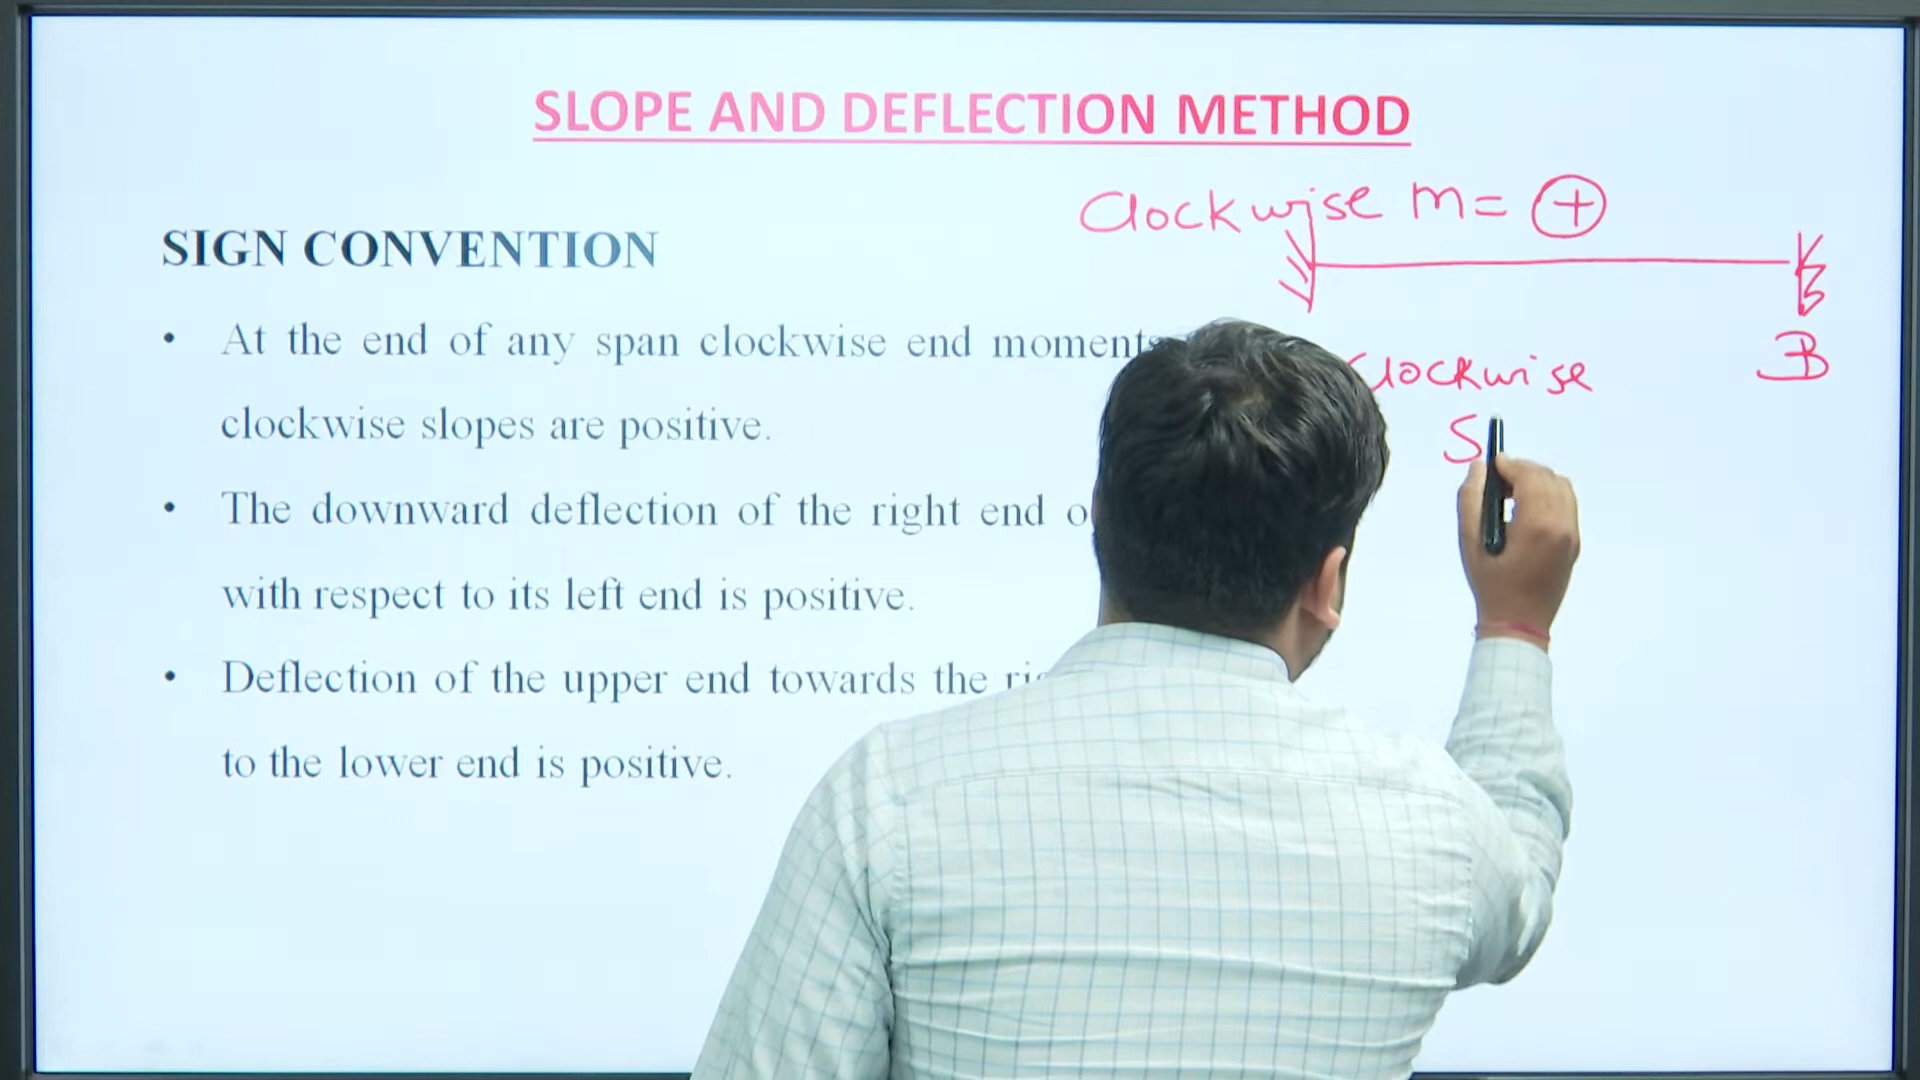 SLOPE AND DEFLECTION METHOD
Clockwise m = +
SIGN CONVENTION
At the end of any span clockwise end moments
clockwise slopes are positive.
The downward deflection of the right end
with respect to its left end is positive.
Deflection of the upper end towards the
to the lower end is positive.
B
Clockwise
S